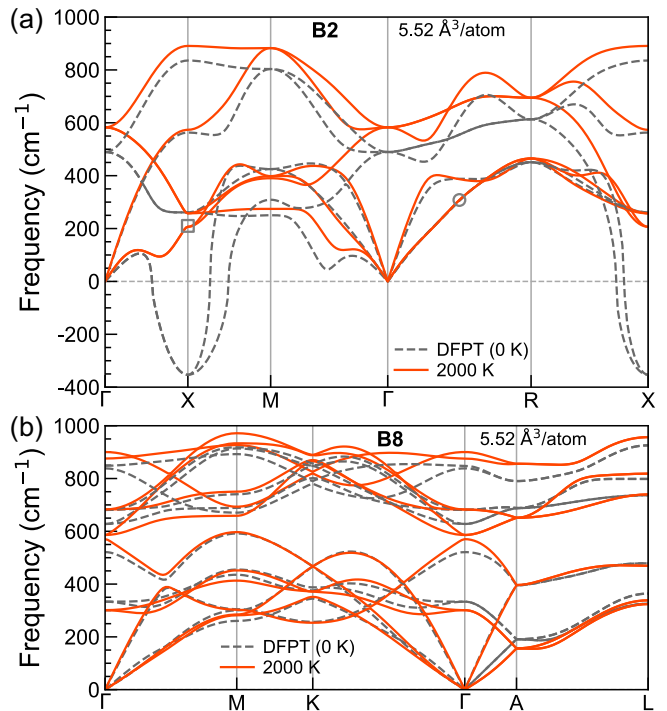 (a)
B2
5.52 Å³/atom
Frequency (cm⁻¹)
1000
800
600
400
200
0
-200
-400
DFPT (0 K)
2000 K
Γ X M Γ R X
(b)
B8
5.52 Å³/atom
Frequency (cm⁻¹)
1000
800
600
400
200
0
DFPT (0 K)
2000 K
Γ M K Γ A L